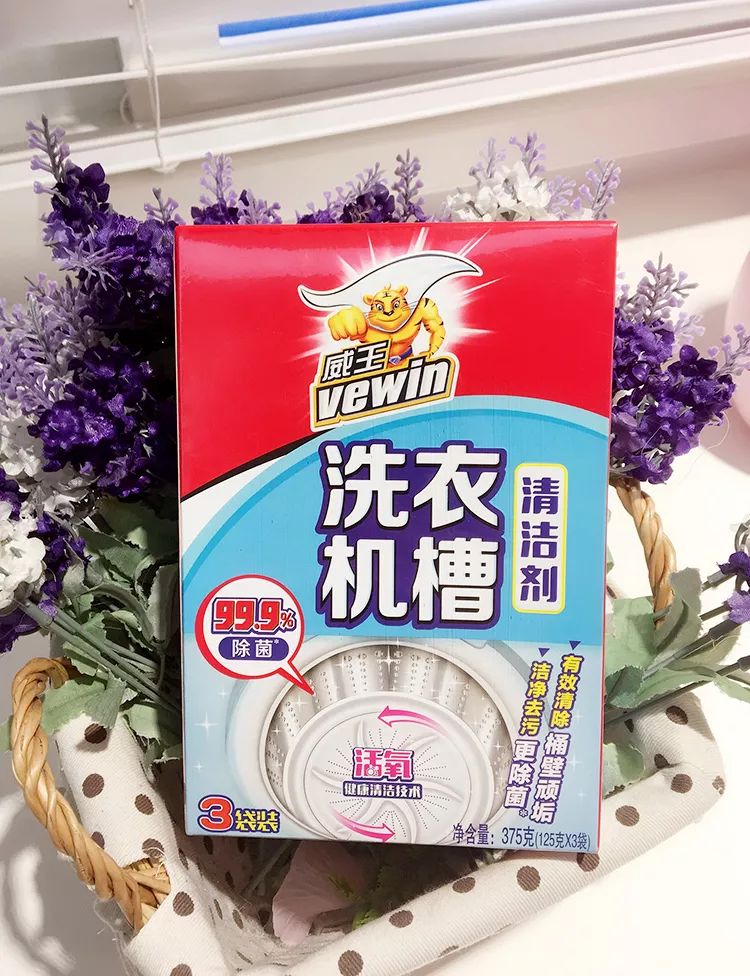 威王
vewin
洗衣
机槽
清洁剂
99.9%
除菌*
有效清除桶壁顽垢
洁净去污更除菌*
活氧
健康清洁技术
3袋装
净含量：375克(125克X3袋)